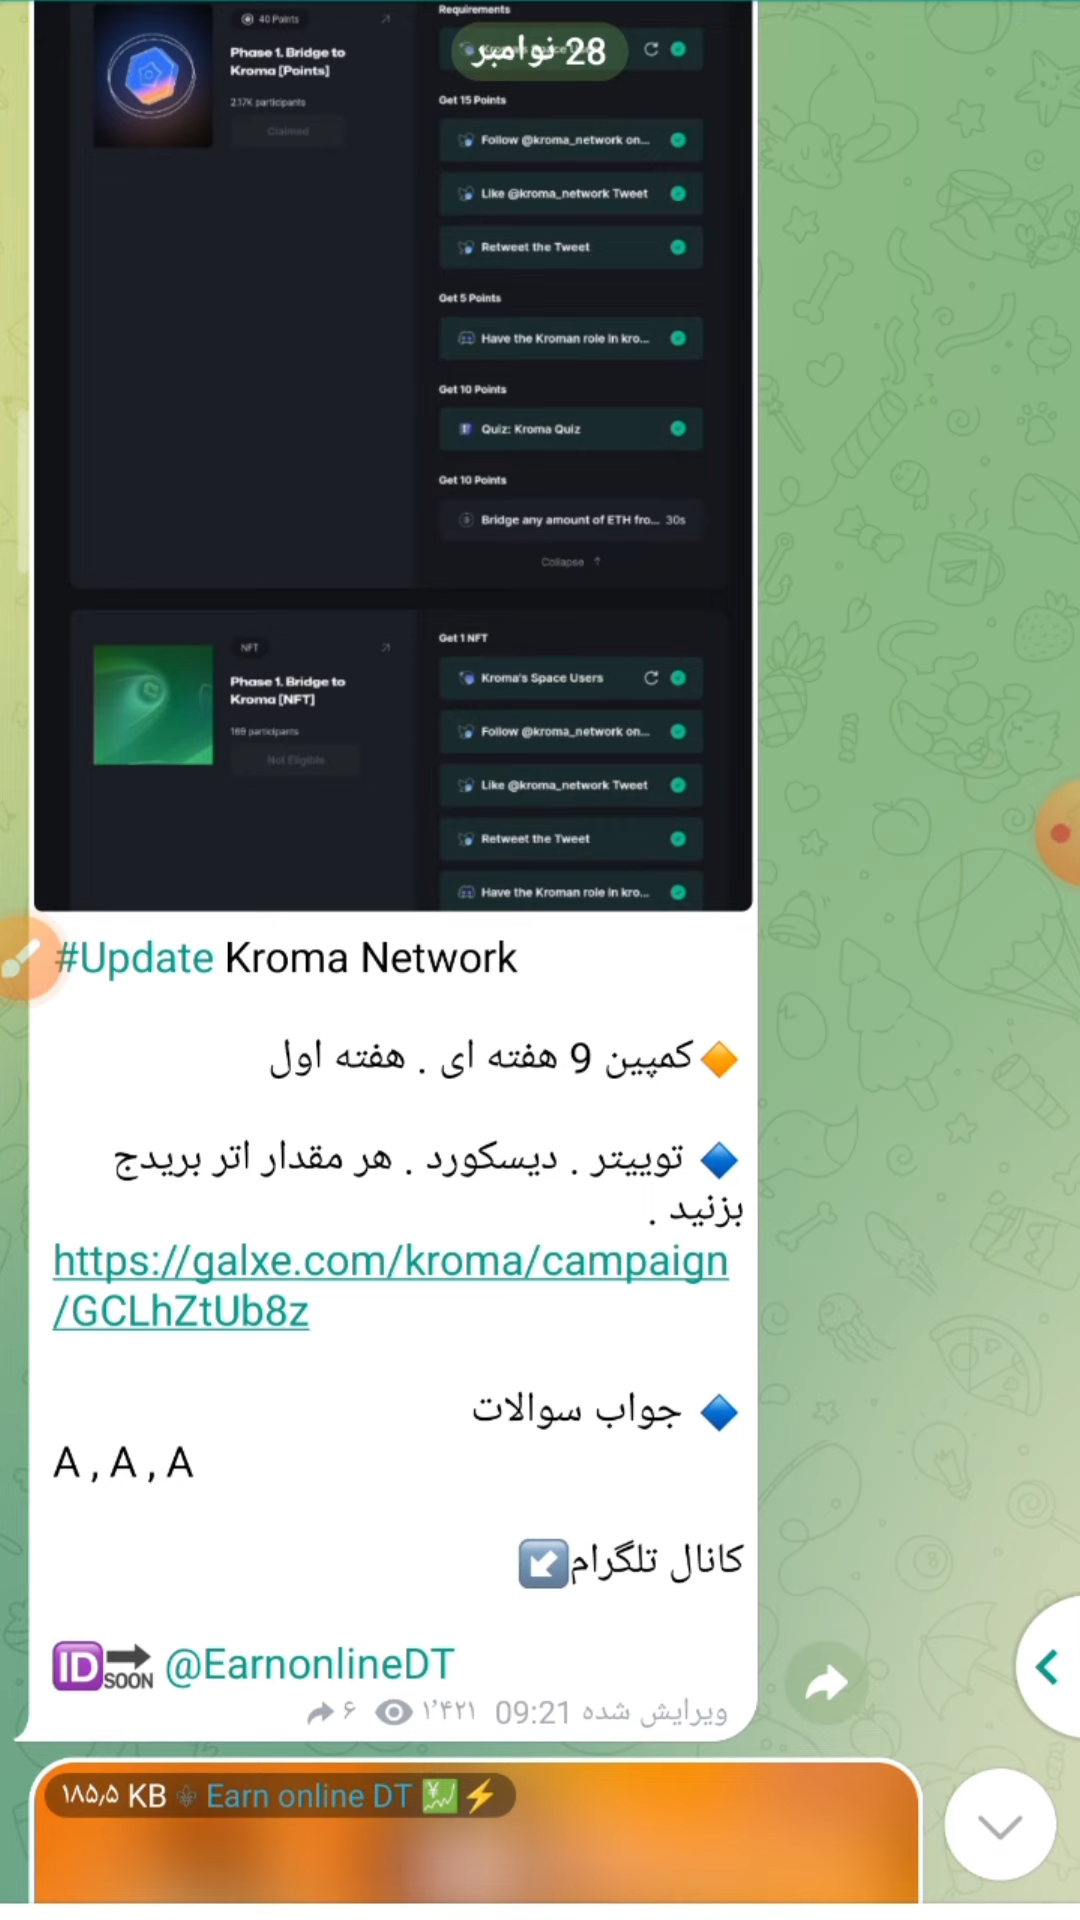 Requirements
28 نوامبر
40 Points
Phase 1. Bridge to
Kroma [Points]
2.17K participants
Claimed
Get 15 Points
Follow @kroma_network on...
Like @kroma_network Tweet
Retweet the Tweet
Get 5 Points
Have the Kroman role in kro...
Get 10 Points
Quiz: Kroma Quiz
Get 10 Points
Bridge any amount of ETH fro... 30s
Collapse
NFT
Phase 1. Bridge to
Kroma [NFT]
169 participants
Not Eligible
Get 1 NFT
Kroma's Space Users
Follow @kroma_network on...
Like @kroma_network Tweet
Retweet the Tweet
Have the Kroman role in kro...
#Update Kroma Network
🔶کمپین 9 هفته ای . هفته اول
🔷 توییتر . دیسکورد . هر مقدار اتر بریدج
بزنید .
https://galxe.com/kroma/campaign
/GCLhZtUb8z
🔷 جواب سوالات
A , A , A
کانال تلگرام↙️
🆔🔜 @EarnonlineDT
ویرایش شده 09:21 ۱٬۴۲۱ ۶
۱۸۵٫۵ KB ⚜ Earn online DT 💹⚡